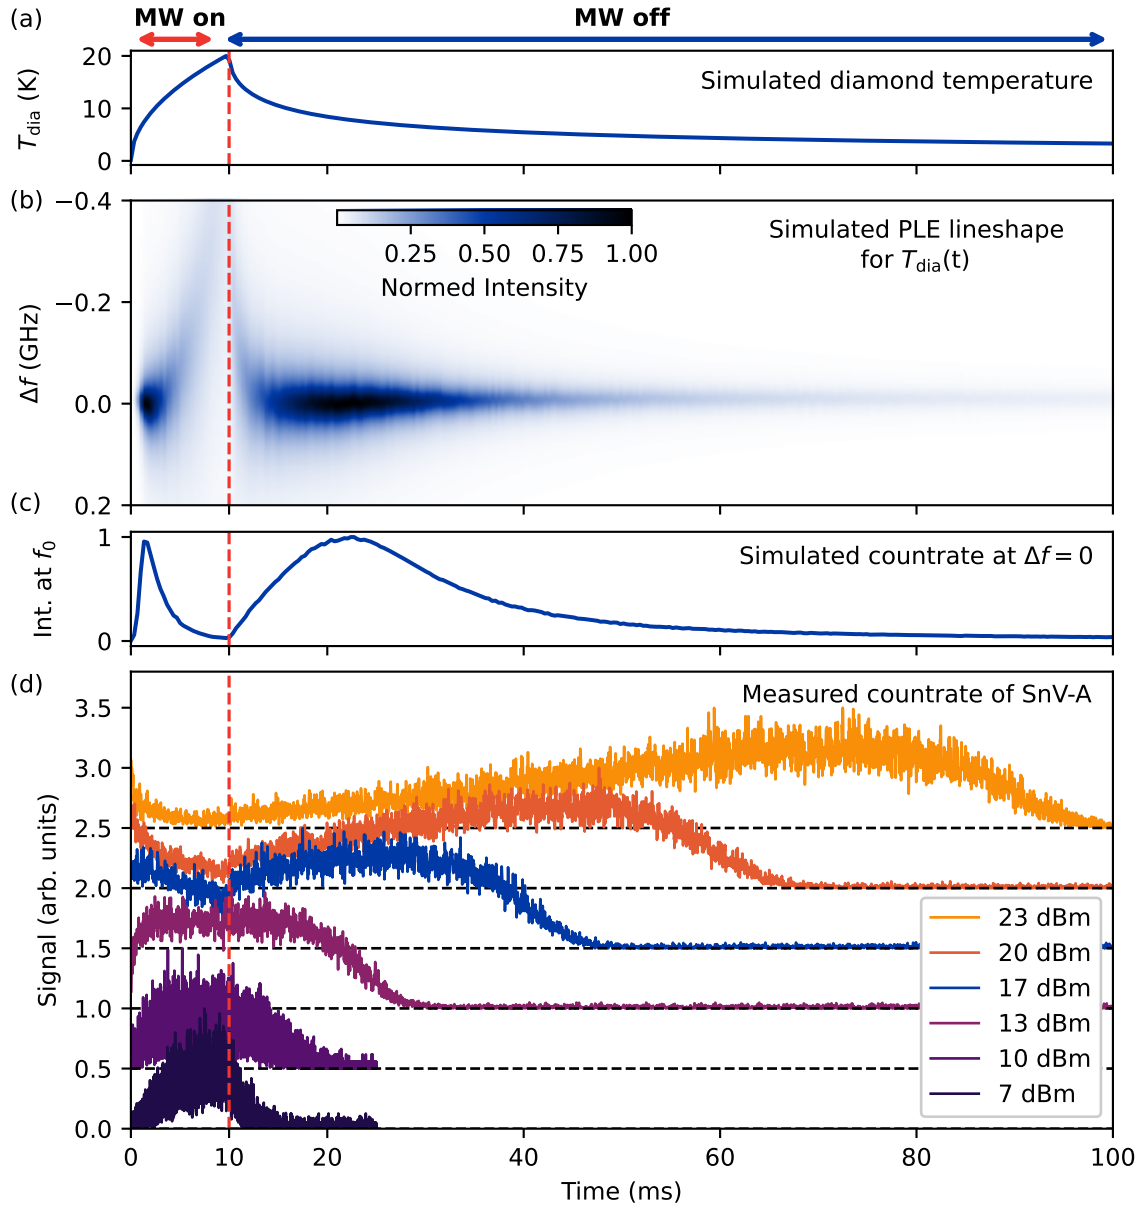 (a)
MW on
MW off
20
10
0
T_dia (K)
Simulated diamond temperature
(b)
−0.4
−0.2
0.0
0.2
Δf (GHz)
0.25 0.50 0.75 1.00
Normed Intensity
Simulated PLE lineshape
for T_dia(t)
(c)
1
0
Int. at f_0
Simulated countrate at Δf = 0
(d)
3.5
3.0
2.5
2.0
1.5
1.0
0.5
0.0
Signal (arb. units)
Measured countrate of SnV-A
23 dBm
20 dBm
17 dBm
13 dBm
10 dBm
7 dBm
0 10 20 40 60 80 100
Time (ms)